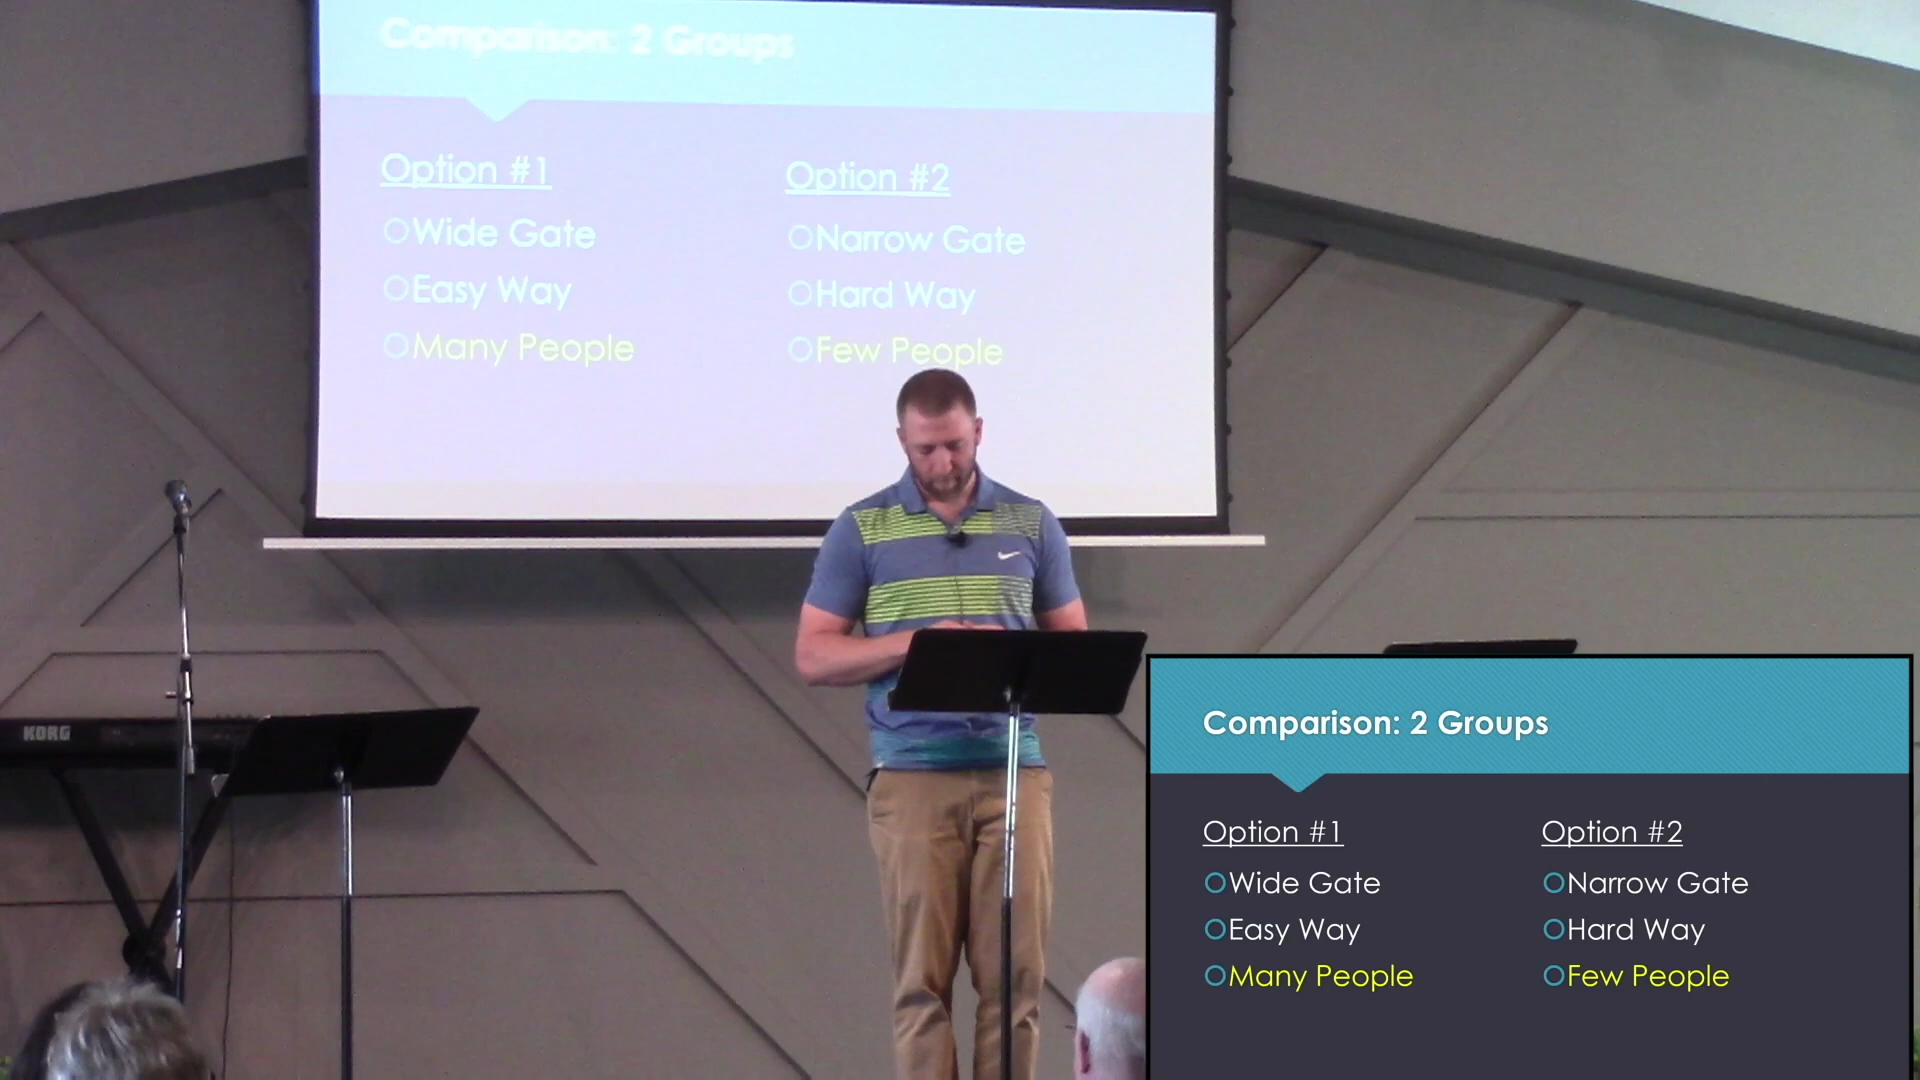 Comparison: 2 Groups
Option #1
Option #2
Wide Gate
Narrow Gate
Easy Way
Hard Way
Many People
Few People
KORG
Comparison: 2 Groups
Option #1
Option #2
Wide Gate
Narrow Gate
Easy Way
Hard Way
Many People
Few People